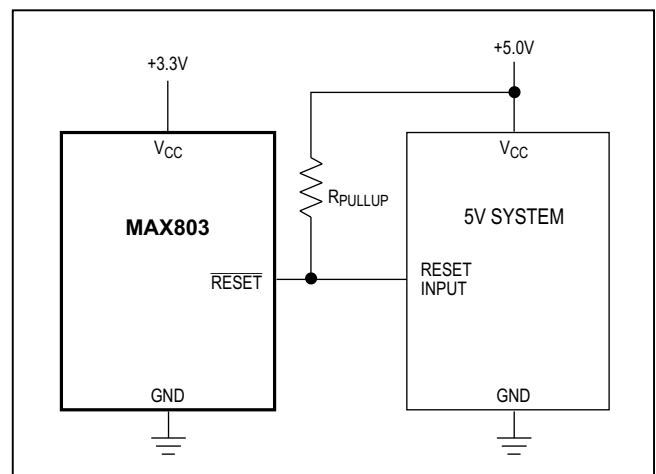 +3.3V
+5.0V
VCC
VCC
RPULLUP
MAX803
5V SYSTEM
RESET
RESET
INPUT
GND
GND